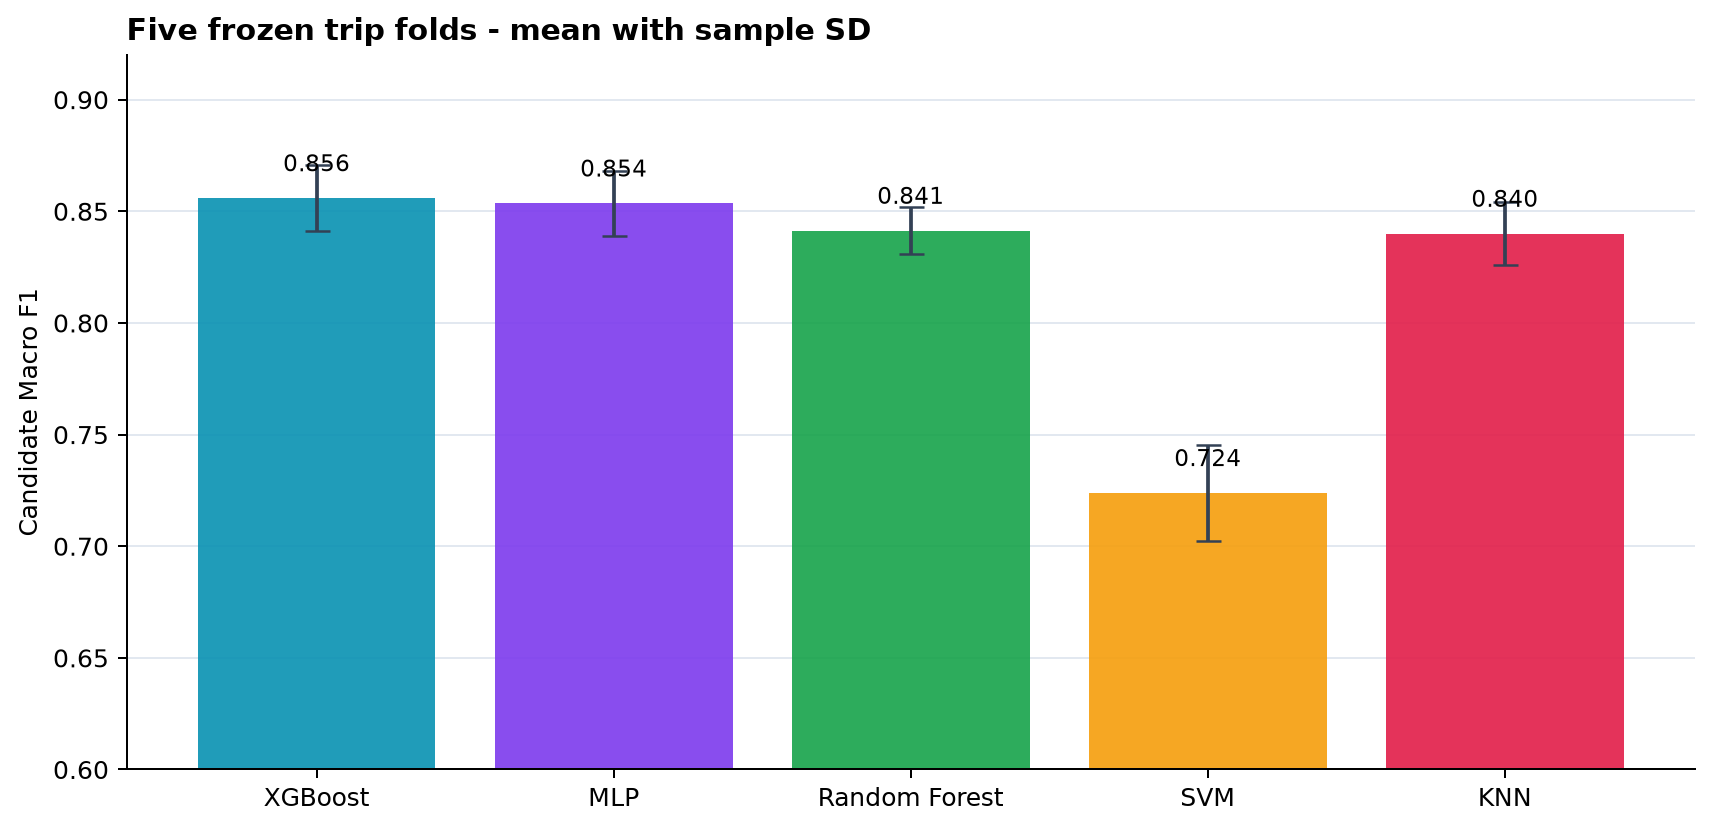 Five frozen trip folds - mean with sample SD
Candidate Macro F1
0.90
0.85
0.80
0.75
0.70
0.65
0.60
0.856
0.854
0.841
0.724
0.840
XGBoost
MLP
Random Forest
SVM
KNN